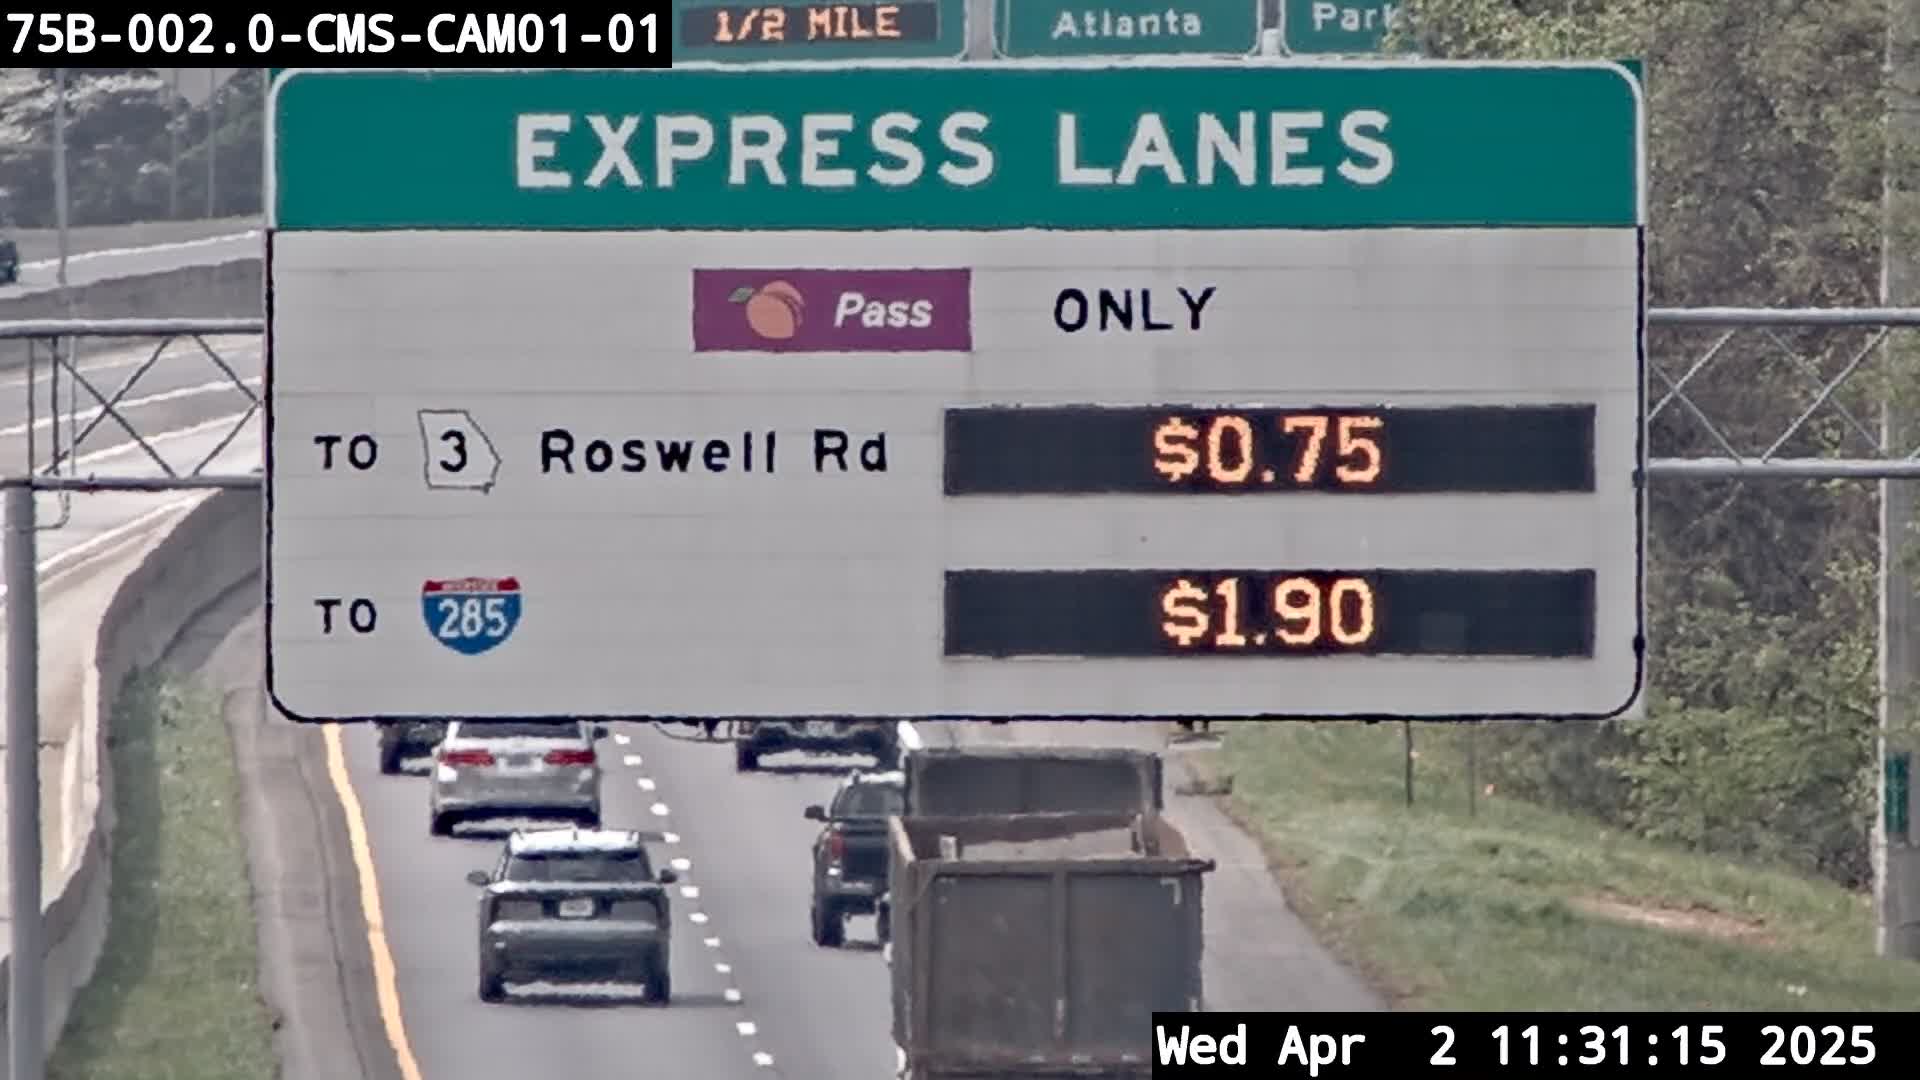 75B-002.0-CMS-CAM01-01
1/2 MILE
Atlanta
Park
EXPRESS LANES
Pass ONLY
TO 3 Roswell Rd $0.75
TO INTERSTATE 285 $1.90
Wed Apr 2 11:31:15 2025